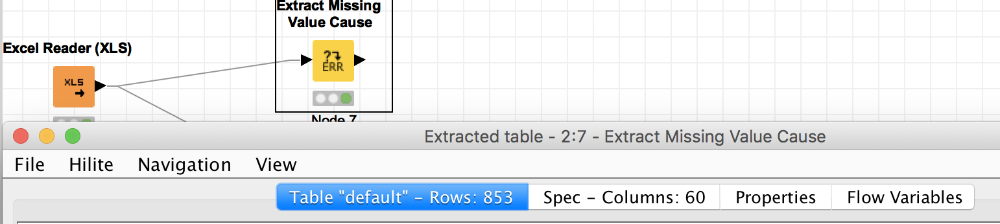 Extract Missing
Value Cause
Excel Reader (XLS)
XLS
?
ERR
Node 7
Extracted table - 2:7 - Extract Missing Value Cause
File Hilite Navigation View
Table "default" – Rows: 853 Spec – Columns: 60 Properties Flow Variables